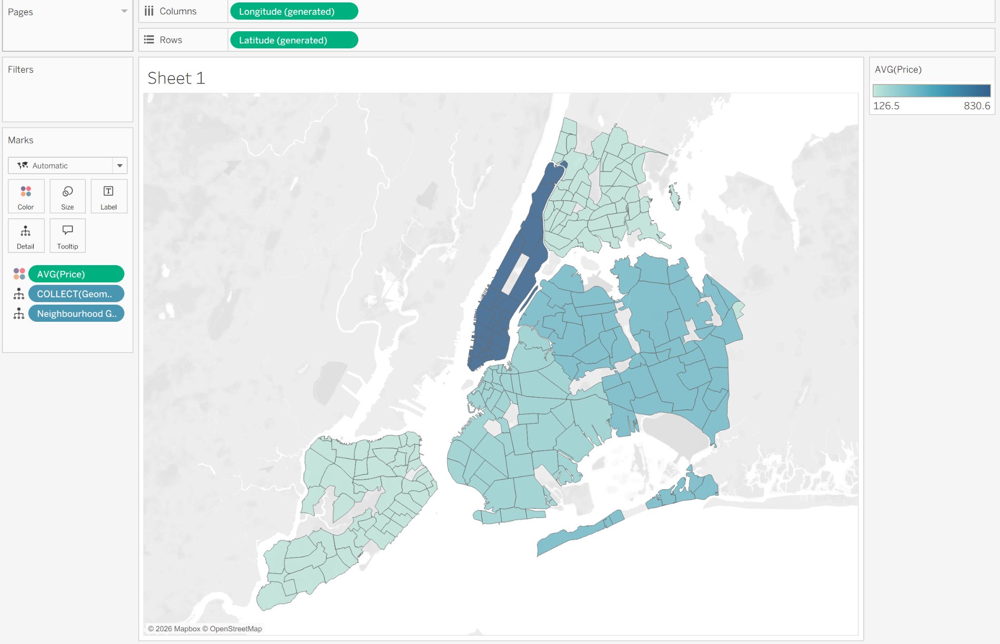 Pages
Columns
Longitude (generated)
Rows
Latitude (generated)
Filters
Sheet 1
AVG(Price)
126.5
830.6
Marks
Automatic
Color
Size
Label
Detail
Tooltip
AVG(Price)
COLLECT(Geom..
Neighbourhood G..
© 2026 Mapbox © OpenStreetMap